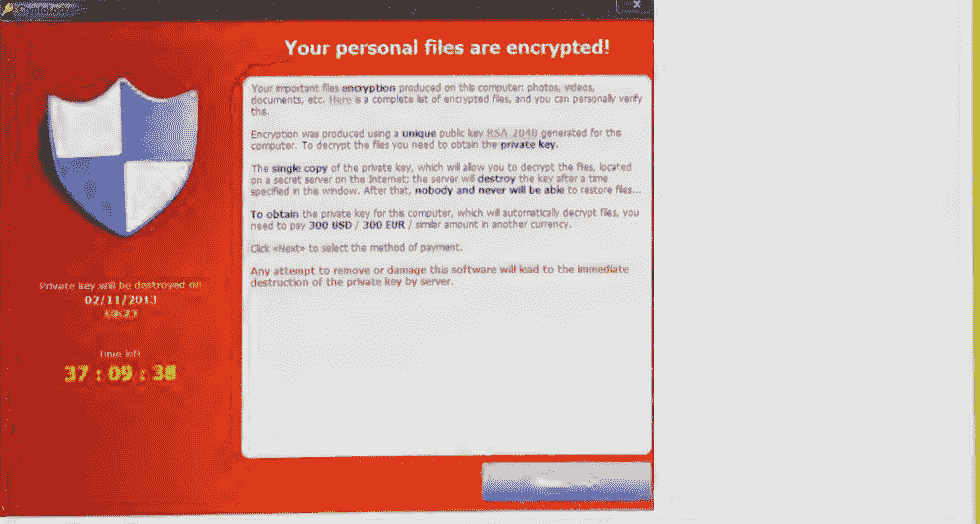 Your personal files are encrypted!
Your important files encryption produced on this computer: photos, videos,
documents, etc. Here is a complete list of encrypted files, and you can personally verify
this.
Encryption was produced using a unique public key RSA-2048 generated for this
computer. To decrypt the files you need to obtain the private key.
The single copy of the private key, which will allow you to decrypt the files, located
on a secret server on the Internet; the server will destroy the key after a time
specified in this window. After that, nobody and never will be able to restore files...
To obtain the private key for this computer, which will automatically decrypt files, you
need to pay 300 USD / 300 EUR / similar amount in another currency.
Click «Next» to select the method of payment.
Any attempt to remove or damage this software will lead to the immediate
destruction of the private key by server.
Private key will be destroyed on
02/11/2013
Time left
37 : 09 : 38